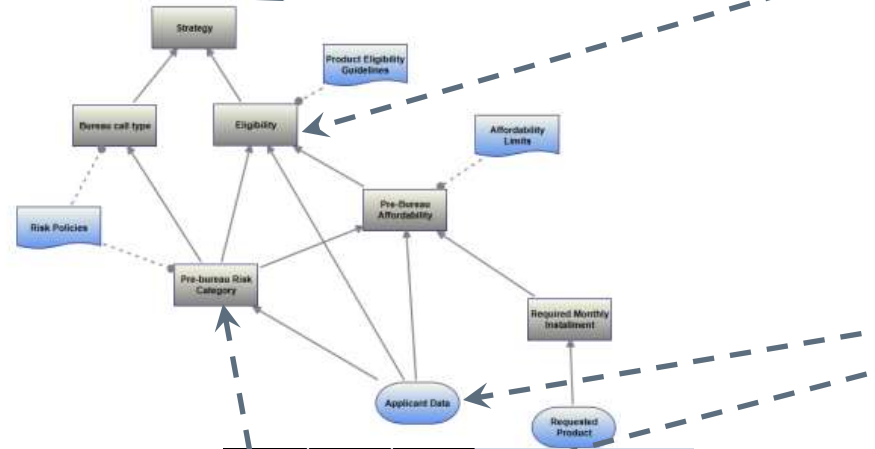 Strategy
Product Eligibility
Guidelines
Bureau call type
Eligibility
Affordability
Limits
Pre-Bureau
Affordability
Risk Policies
Pre-bureau Risk
Category
Required Monthly
Installment
Applicant Data
Requested
Product